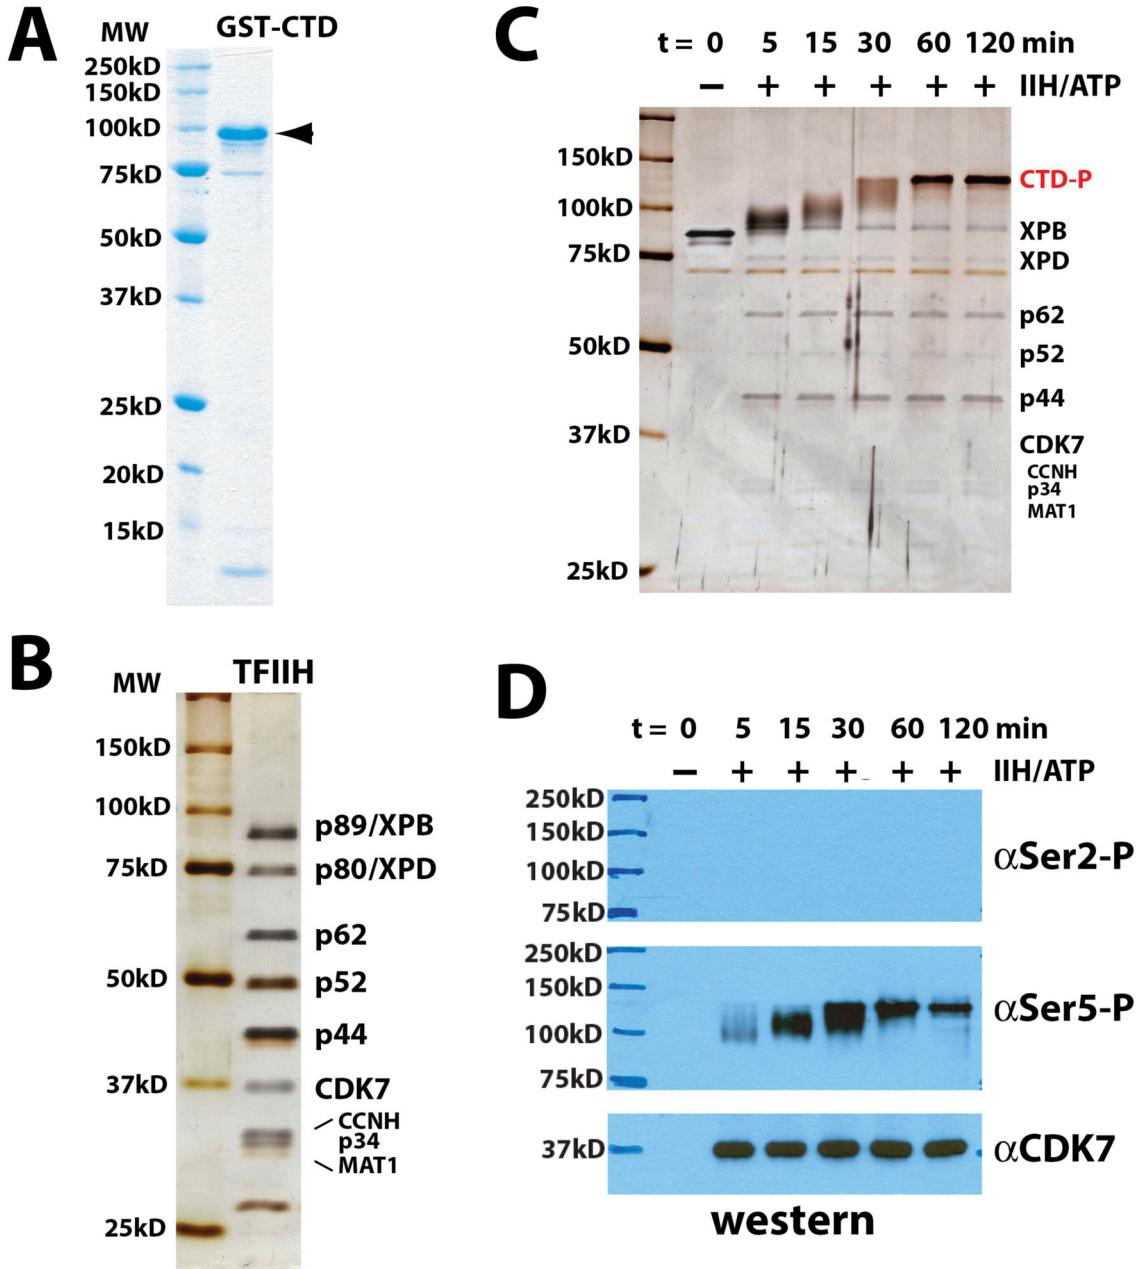 A
MW
GST-CTD
250kD
150kD
100kD
75kD
50kD
37kD
25kD
20kD
15kD
B
MW
TFIIH
150kD
100kD
75kD
50kD
37kD
25kD
p89/XPB
p80/XPD
p62
p52
p44
CDK7
CCNH
p34
MAT1
C
t = 0 5 15 30 60 120 min
− + + + + + IIH/ATP
150kD
100kD
75kD
50kD
37kD
25kD
CTD-P
XPB
XPD
p62
p52
p44
CDK7
CCNH
p34
MAT1
D
t = 0 5 15 30 60 120 min
− + + + + + IIH/ATP
250kD
150kD
100kD
75kD
αSer2-P
250kD
150kD
100kD
75kD
αSer5-P
37kD
αCDK7
western